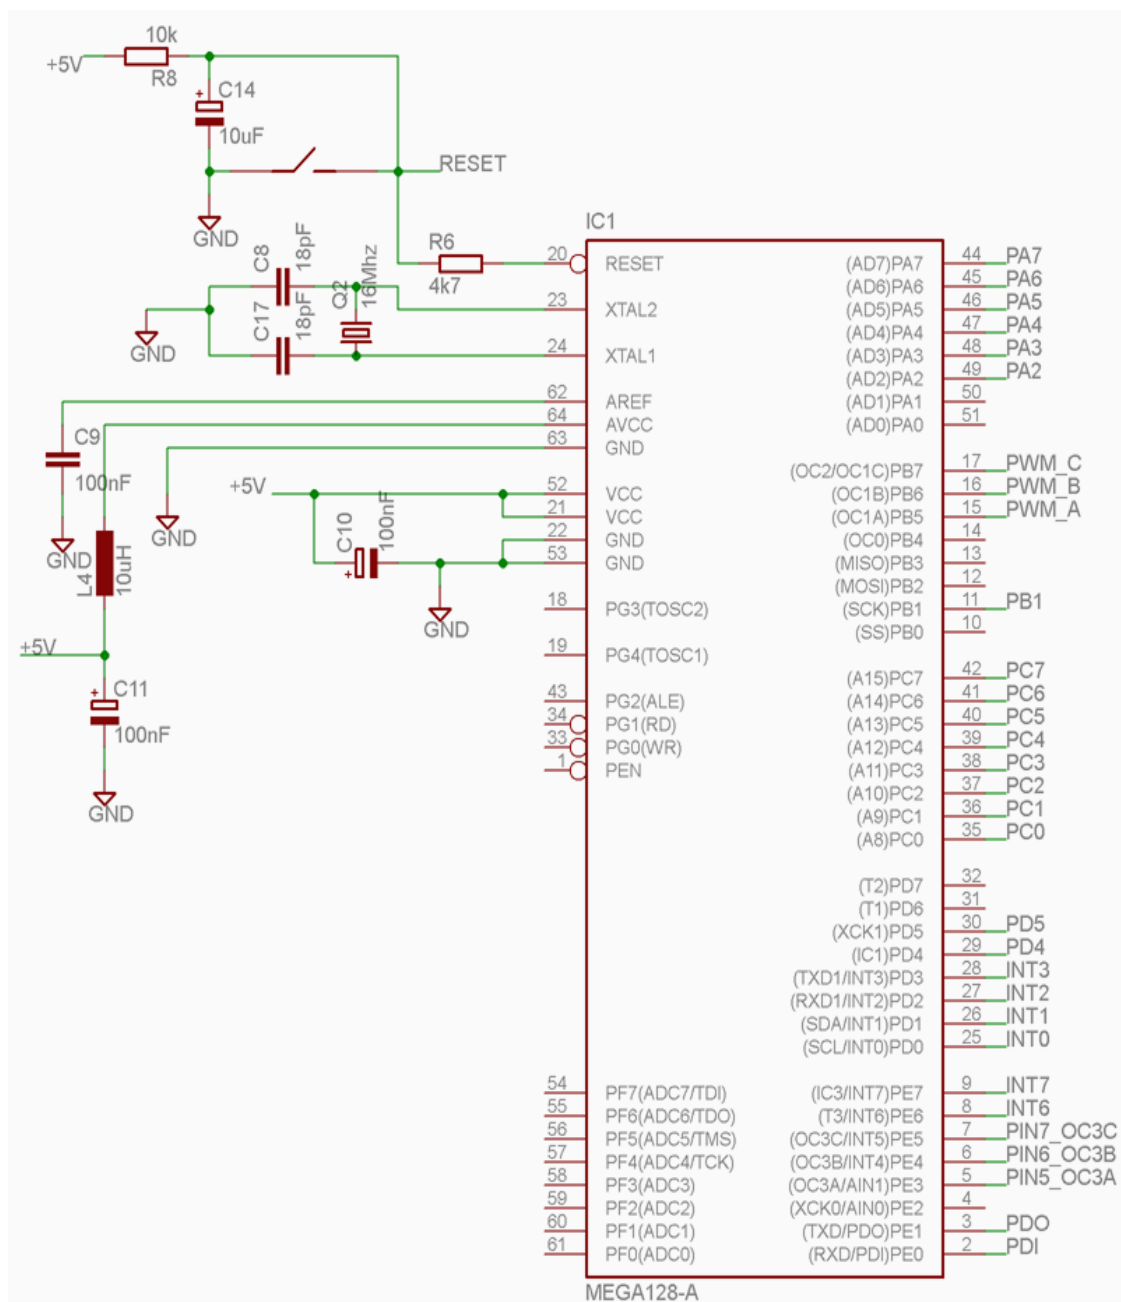 10k
+5V
R8
C14
+
10uF
RESET
GND
IC1
C8
18pF
R6
4k7
20
RESET
(AD7)PA7
44
PA7
(AD6)PA6
45
PA6
Q2
16Mhz
23
XTAL2
(AD5)PA5
46
PA5
C17
18pF
(AD4)PA4
47
PA4
GND
24
XTAL1
(AD3)PA3
48
PA3
(AD2)PA2
49
PA2
62
AREF
(AD1)PA1
50
64
AVCC
(AD0)PA0
51
C9
100nF
63
GND
(OC2/OC1C)PB7
17
PWM_C
+5V
52
VCC
(OC1B)PB6
16
PWM_B
21
VCC
(OC1A)PB5
15
PWM_A
C10
100nF
+
22
GND
(OC0)PB4
14
GND
GND
53
GND
(MISO)PB3
13
L4
10uH
(MOSI)PB2
12
GND
18
PG3(TOSC2)
(SCK)PB1
11
PB1
(SS)PB0
10
+5V
19
PG4(TOSC1)
(A15)PC7
42
PC7
C11
+
100nF
43
PG2(ALE)
(A14)PC6
41
PC6
34
PG1(RD)
(A13)PC5
40
PC5
33
PG0(WR)
(A12)PC4
39
PC4
1
PEN
(A11)PC3
38
PC3
GND
(A10)PC2
37
PC2
(A9)PC1
36
PC1
(A8)PC0
35
PC0
(T2)PD7
32
(T1)PD6
31
(XCK1)PD5
30
PD5
(IC1)PD4
29
PD4
(TXD1/INT3)PD3
28
INT3
(RXD1/INT2)PD2
27
INT2
(SDA/INT1)PD1
26
INT1
(SCL/INT0)PD0
25
INT0
54
PF7(ADC7/TDI)
(IC3/INT7)PE7
9
INT7
55
PF6(ADC6/TDO)
(T3/INT6)PE6
8
INT6
56
PF5(ADC5/TMS)
(OC3C/INT5)PE5
7
PIN7_OC3C
57
PF4(ADC4/TCK)
(OC3B/INT4)PE4
6
PIN6_OC3B
58
PF3(ADC3)
(OC3A/AIN1)PE3
5
PIN5_OC3A
59
PF2(ADC2)
(XCK0/AIN0)PE2
4
60
PF1(ADC1)
(TXD/PDO)PE1
3
PDO
61
PF0(ADC0)
(RXD/PDI)PE0
2
PDI
MEGA128-A